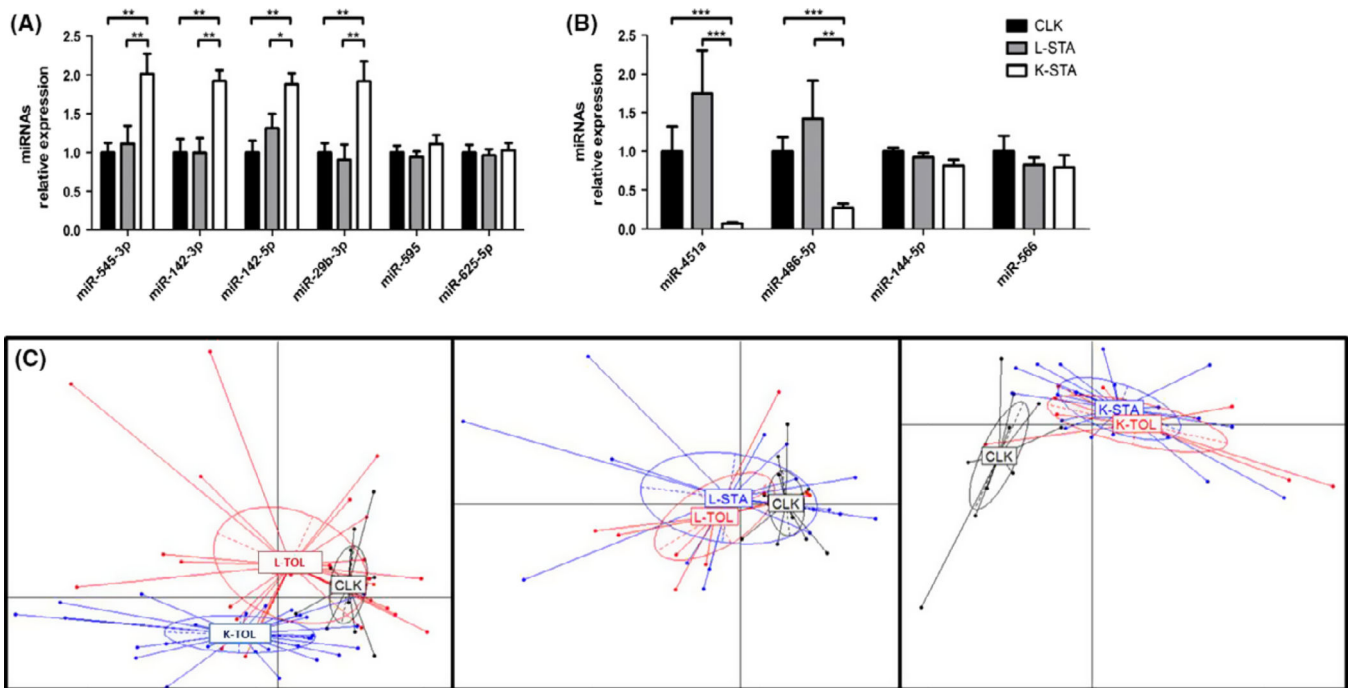 (A)
** ** ** **
** ** * **
2.5
2.0
1.5
1.0
0.5
0.0
miRNAs
relative expression
miR-545-3p
miR-142-3p
miR-142-5p
miR-29b-3p
miR-595
miR-625-5p
(B)
*** ***
*** **
2.5
2.0
1.5
1.0
0.5
0.0
miRNAs
relative expression
miR-451a
miR-486-5p
miR-144-5p
miR-566
CLK
L-STA
K-STA
(C)
L-TOL
CLK
K-TOL
L-STA
CLK
L-TOL
K-STA
K-TOL
CLK